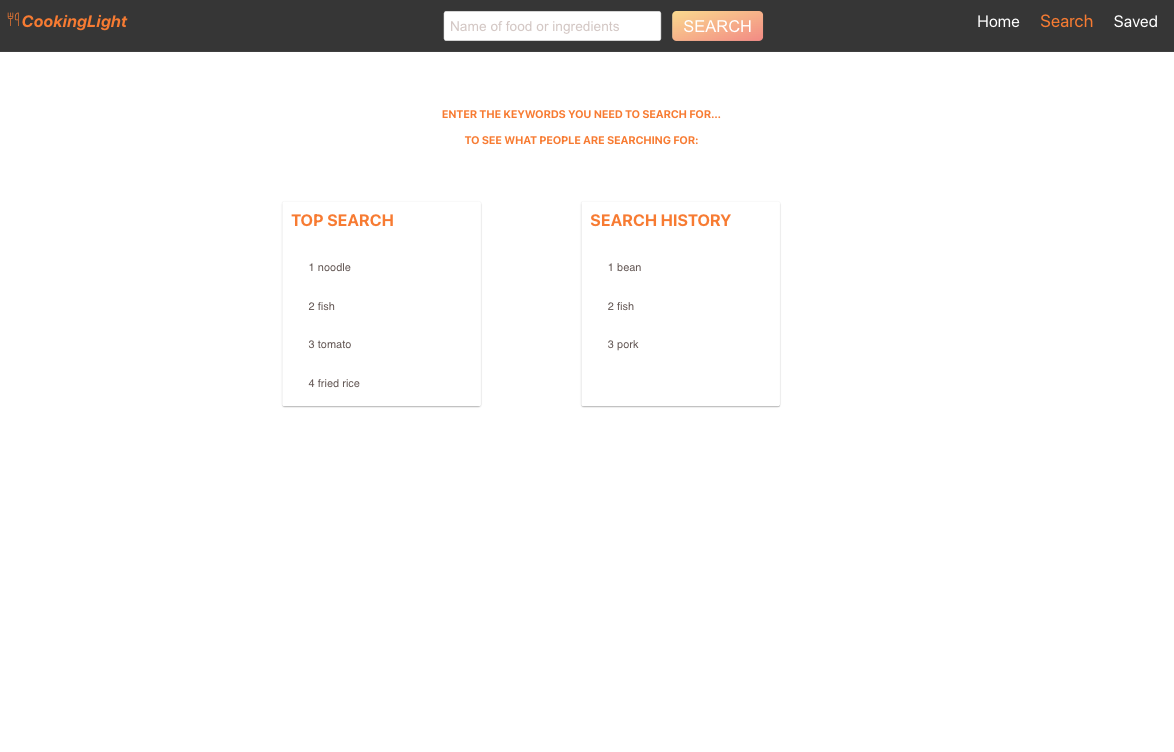 CookingLight
Name of food or ingredients
SEARCH
Home
Search
Saved
ENTER THE KEYWORDS YOU NEED TO SEARCH FOR...
TO SEE WHAT PEOPLE ARE SEARCHING FOR:
TOP SEARCH
1 noodle
2 fish
3 tomato
4 fried rice
SEARCH HISTORY
1 bean
2 fish
3 pork